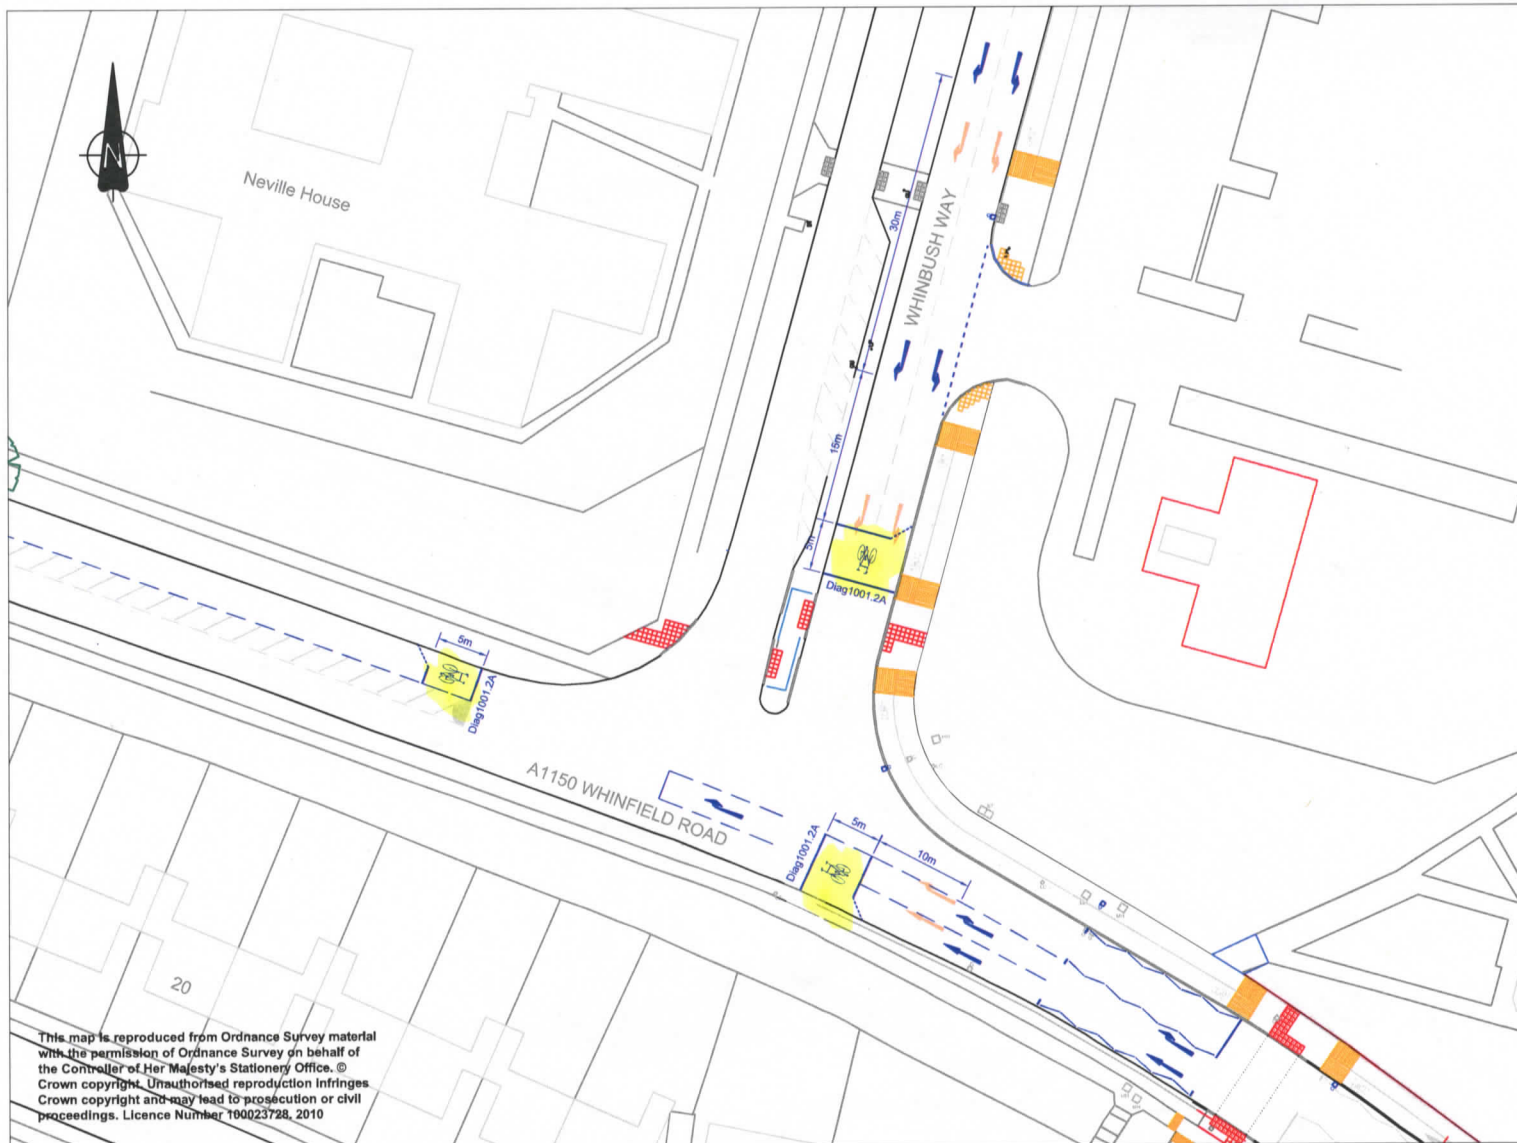 N
Neville House
30m
WHINBUSH WAY
15m
5m
Diag1001.2A
5m
Diag1001.2A
A1150 WHINFIELD ROAD
Diag1001.2A
5m
10m
20
This map is reproduced from Ordnance Survey material
with the permission of Ordnance Survey on behalf of
the Controller of Her Majesty's Stationery Office. ©
Crown copyright. Unauthorised reproduction infringes
Crown copyright and may lead to prosecution or civil
proceedings. Licence Number 100023728, 2010